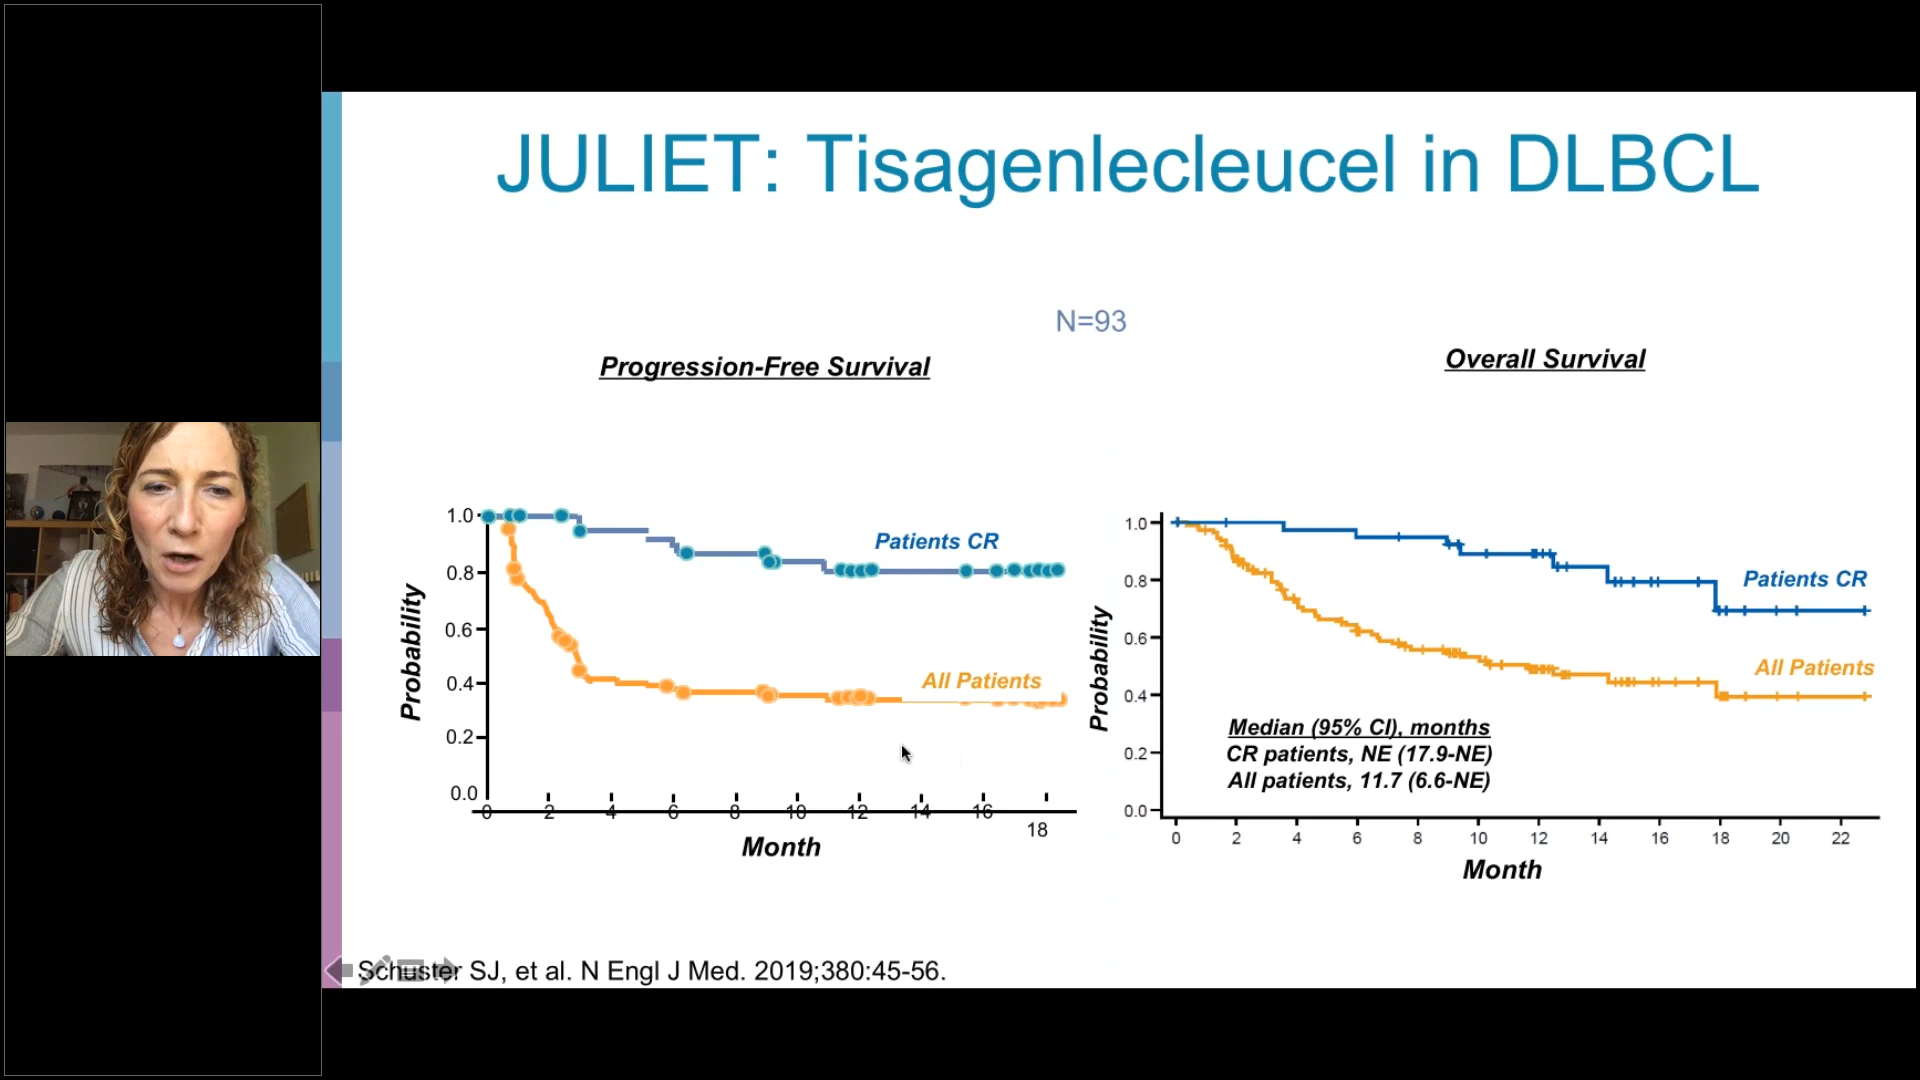 JULIET: Tisagenlecleucel in DLBCL
N=93
Progression-Free Survival
Overall Survival
1.0
0.8
0.6
0.4
0.2
0.0
Probability
Patients CR
All Patients
0 2 4 6 8 10 12 14 16 18
Month
1.0
0.8
0.6
0.4
0.2
0.0
Probability
Patients CR
All Patients
Median (95% CI), months
CR patients, NE (17.9-NE)
All patients, 11.7 (6.6-NE)
0 2 4 6 8 10 12 14 16 18 20 22
Month
Schuster SJ, et al. N Engl J Med. 2019;380:45-56.